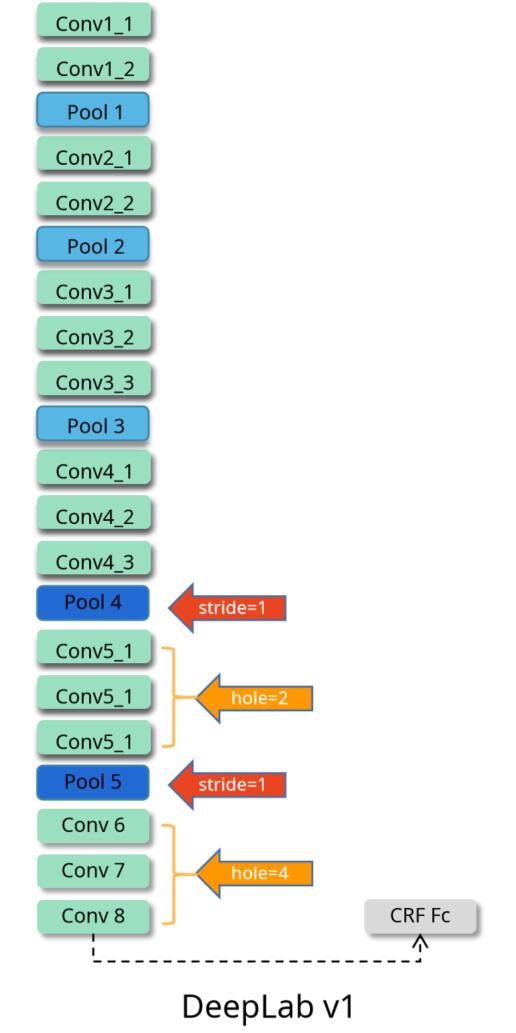 Conv1_1
Conv1_2
Pool 1
Conv2_1
Conv2_2
Pool 2
Conv3_1
Conv3_2
Conv3_3
Pool 3
Conv4_1
Conv4_2
Conv4_3
Pool 4
stride=1
Conv5_1
Conv5_1
hole=2
Conv5_1
Pool 5
stride=1
Conv 6
Conv 7
hole=4
Conv 8
CRF Fc
DeepLab v1